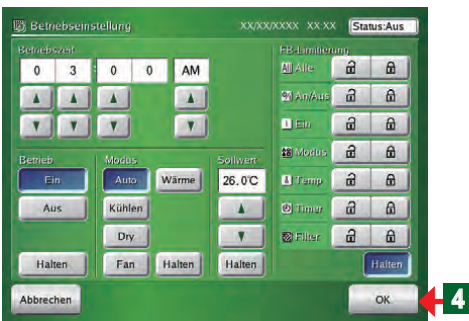 Betriebseinstellung XX/XX/XXXX XX:XX Status:Aus
Betriebszeit
0 3 : 0 0 AM
Betrieb
Ein
Aus
Halten
Modus
Auto Wärme
Kühlen
Dry
Fan Halten
Sollwert
26.0℃
Halten
FB-Limitierung
All Alle
An/Aus
Ein
Modus
Temp
Timer
Filter
Halten
Abbrechen OK
4